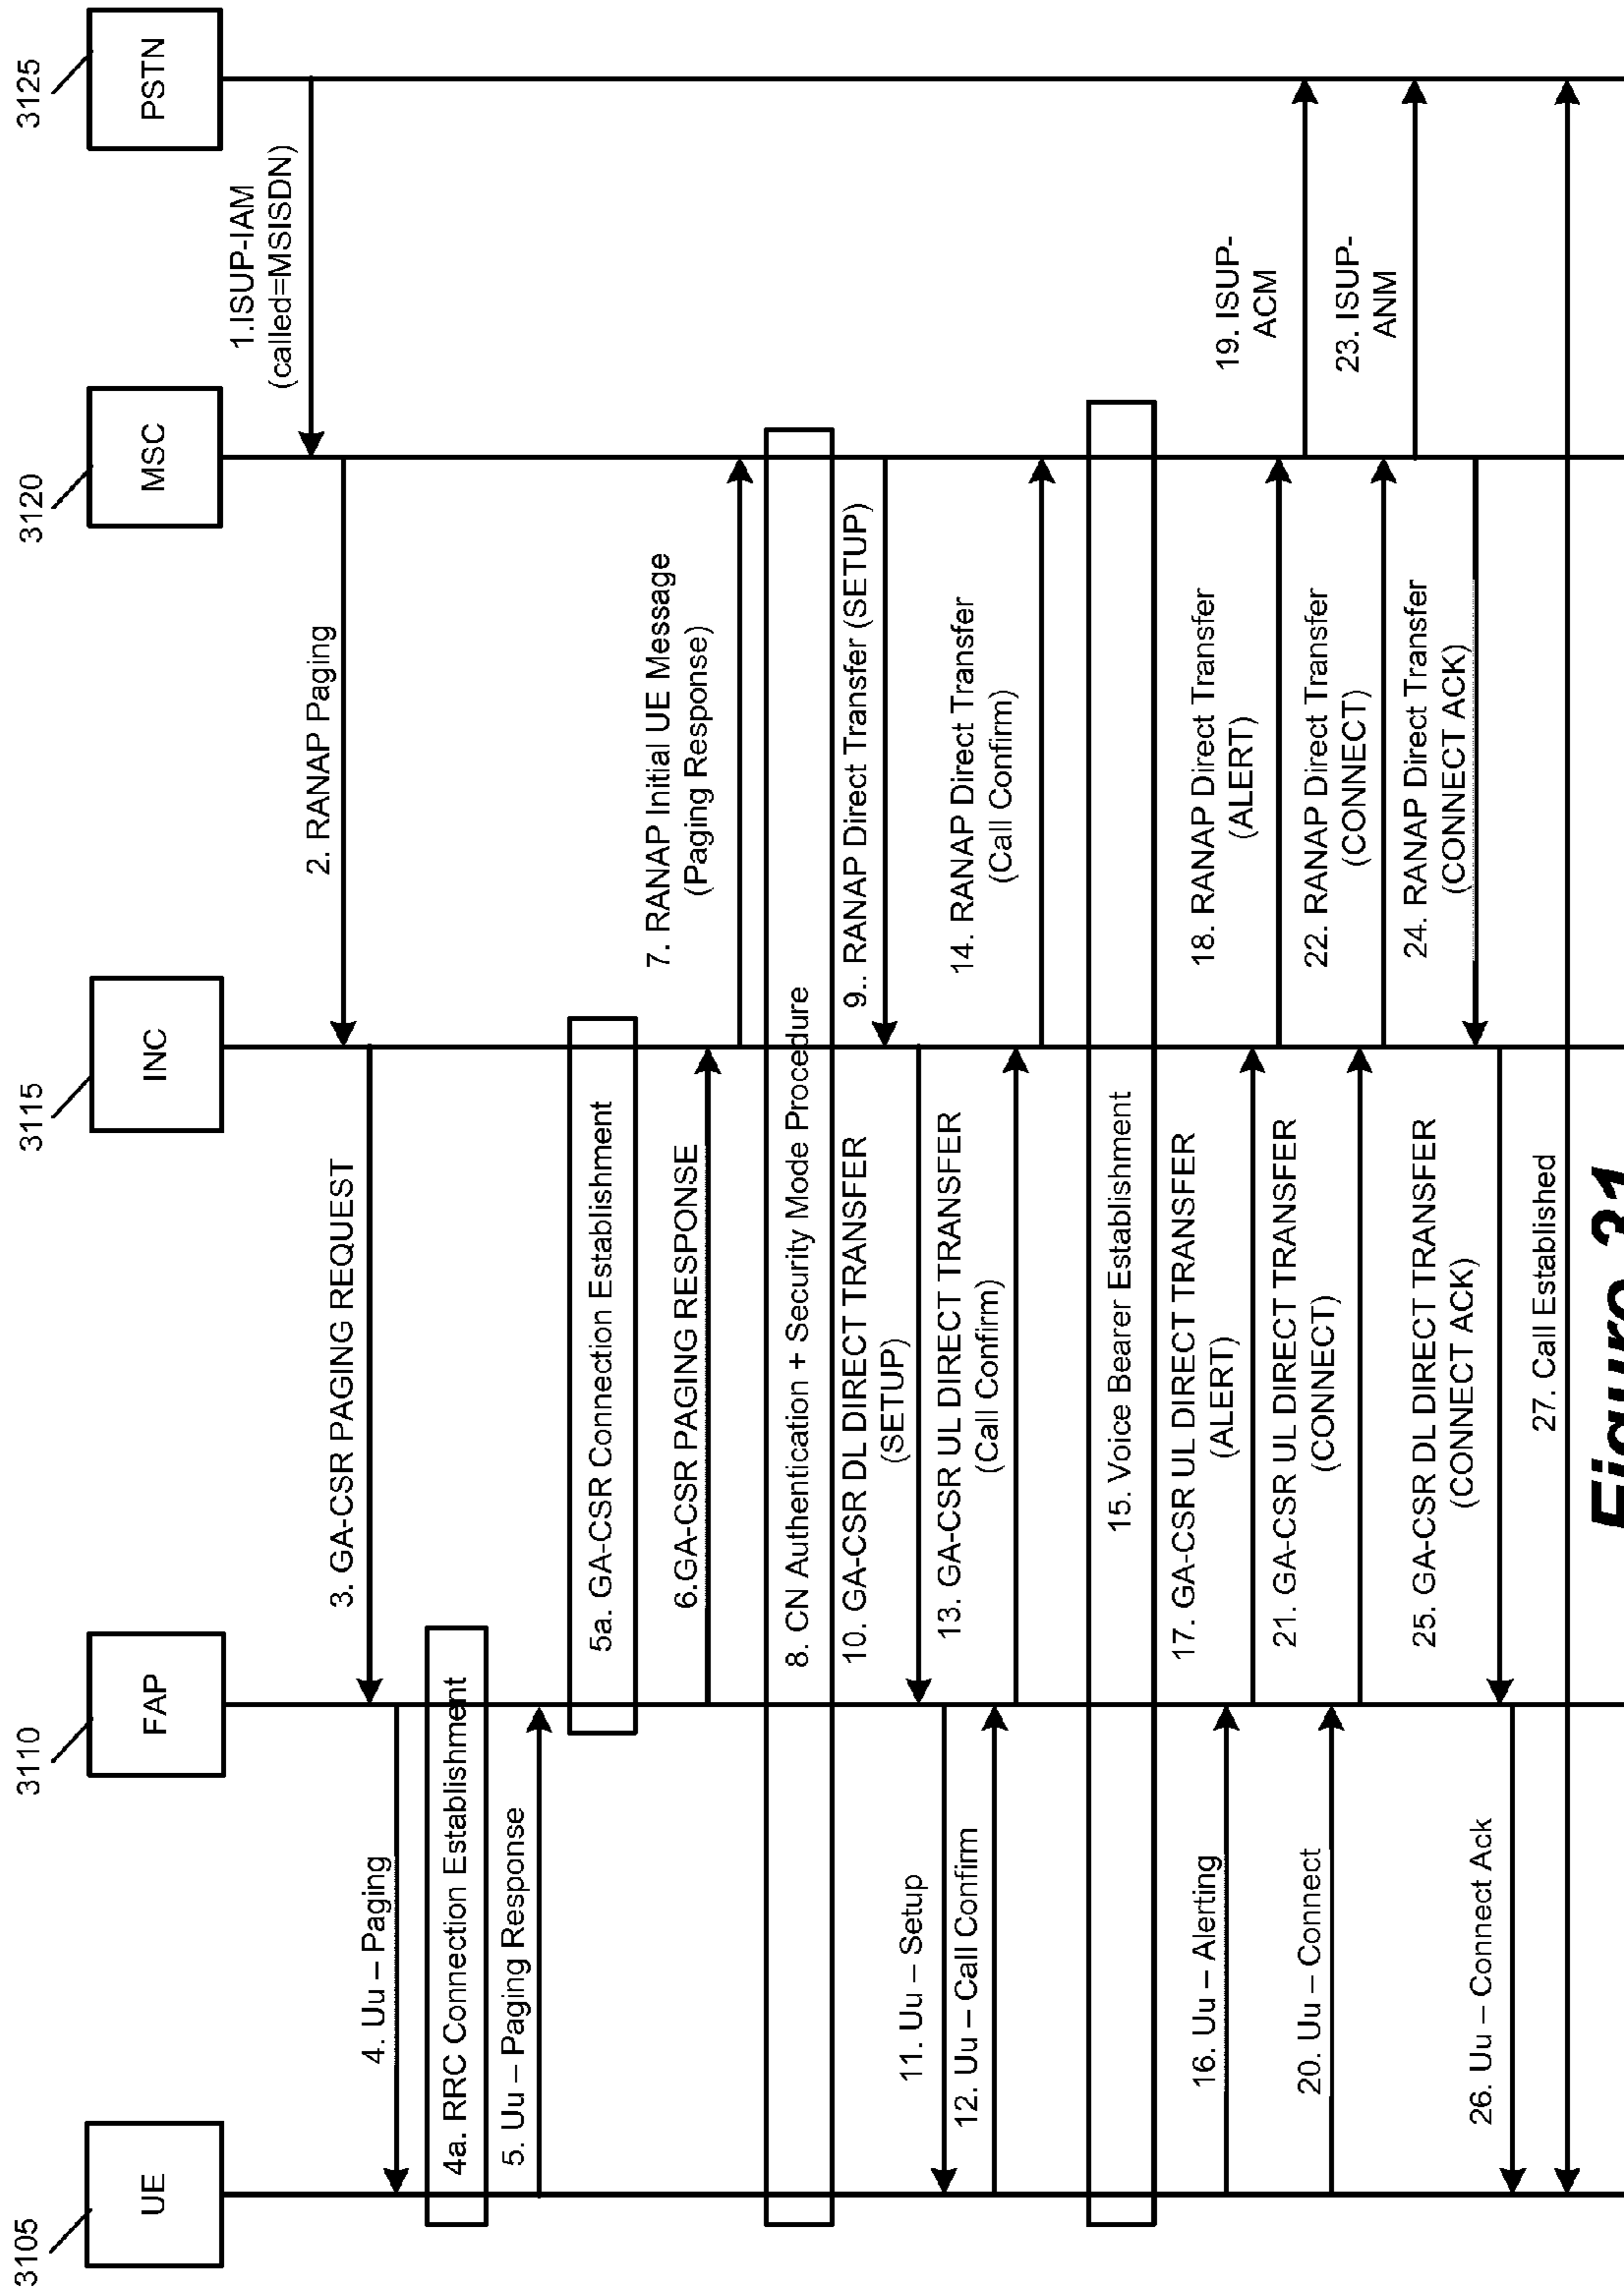 3105
UE
3110
FAP
3115
INC
3120
MSC
3125
PSTN
1.ISUP-IAM
(called=MSISDN)
2. RANAP Paging
3. GA-CSR PAGING REQUEST
4. Uu – Paging
4a. RRC Connection Establishment
5. Uu – Paging Response
5a. GA-CSR Connection Establishment
6.GA-CSR PAGING RESPONSE
7. RANAP Initial UE Message
(Paging Response)
8. CN Authentication + Security Mode Procedure
9.. RANAP Direct Transfer (SETUP)
10. GA-CSR DL DIRECT TRANSFER
(SETUP)
11. Uu – Setup
12. Uu – Call Confirm
13. GA-CSR UL DIRECT TRANSFER
(Call Confirm)
14. RANAP Direct Transfer
(Call Confirm)
15. Voice Bearer Establishment
16. Uu – Alerting
17. GA-CSR UL DIRECT TRANSFER
(ALERT)
18. RANAP Direct Transfer
(ALERT)
19. ISUP-
ACM
20. Uu – Connect
21. GA-CSR UL DIRECT TRANSFER
(CONNECT)
22. RANAP Direct Transfer
(CONNECT)
23. ISUP-
ANM
24. RANAP Direct Transfer
(CONNECT ACK)
25. GA-CSR DL DIRECT TRANSFER
(CONNECT ACK)
26. Uu – Connect Ack
27. Call Established
Figure 31